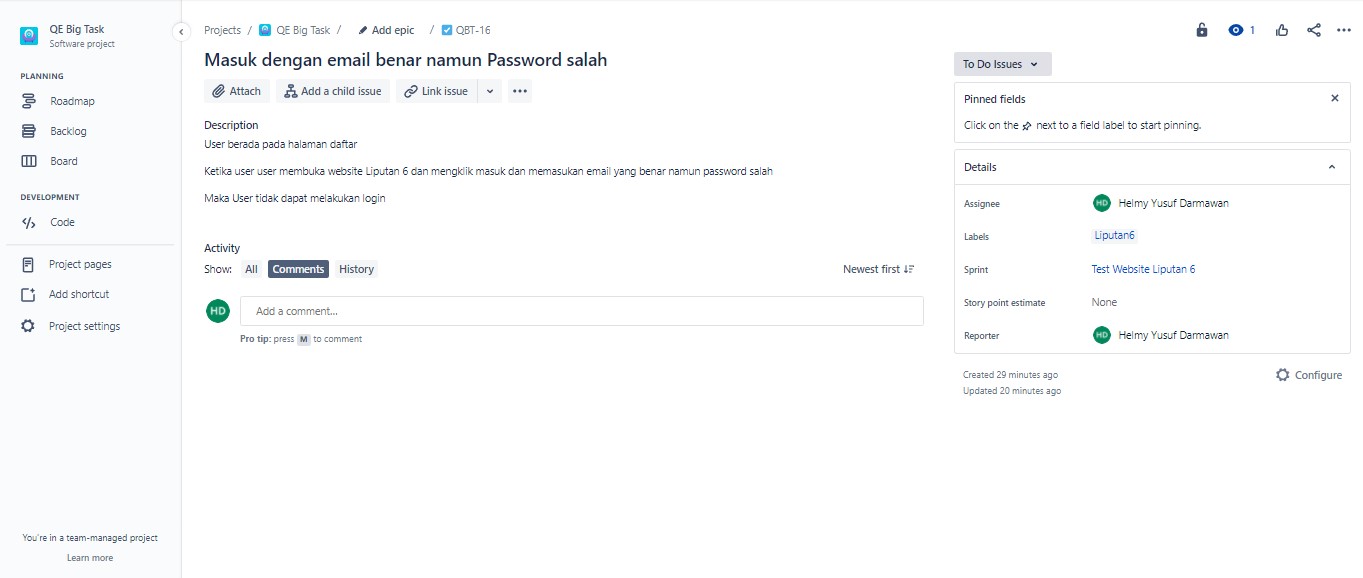 QE Big Task
Software project
PLANNING
Roadmap
Backlog
Board
DEVELOPMENT
Code
Project pages
Add shortcut
Project settings
You're in a team-managed project
Learn more
Projects / QE Big Task / Add epic / QBT-16
1
Masuk dengan email benar namun Password salah
Attach Add a child issue Link issue
Description
User berada pada halaman daftar
Ketika user user membuka website Liputan 6 dan mengklik masuk dan memasukan email yang benar namun password salah
Maka User tidak dapat melakukan login
Activity
Show: All Comments History Newest first
HD Add a comment...
Pro tip: press M to comment
To Do Issues
Pinned fields
Click on the next to a field label to start pinning.
Details
Assignee HD Helmy Yusuf Darmawan
Labels Liputan6
Sprint Test Website Liputan 6
Story point estimate None
Reporter HD Helmy Yusuf Darmawan
Created 29 minutes ago Configure
Updated 20 minutes ago